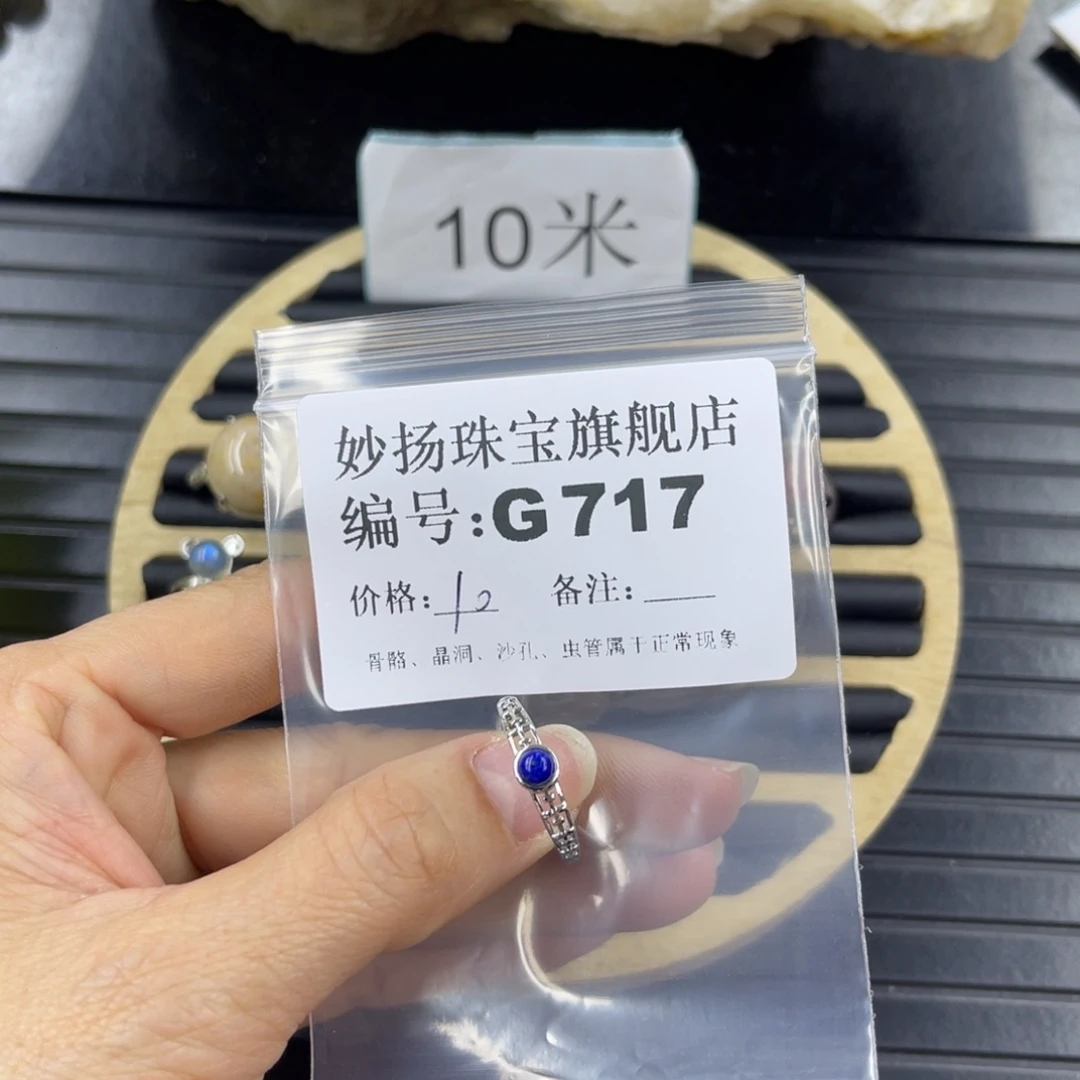 10米
妙扬珠宝旗舰店
编号:G717
价格:10 备注:
骨骼、晶洞、沙孔、虫管属于正常现象